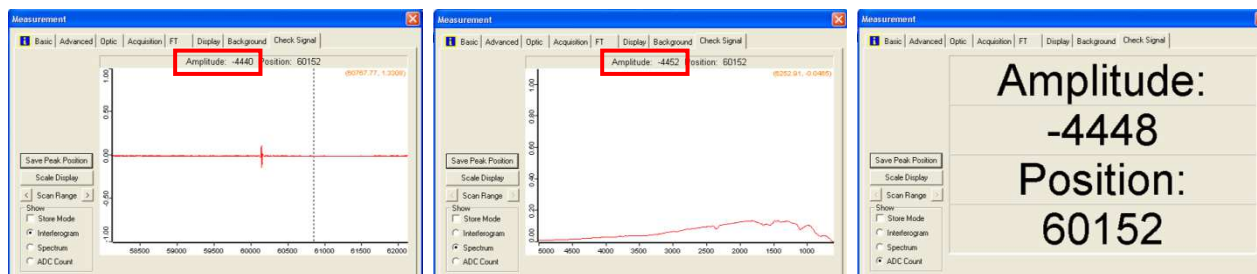 Measurement
Basic Advanced Optic Acquisition FT Display Background Check Signal
Amplitude: -4440 Position: 60152
(60767.77, 1.3308)
1.00
0.50
0.00
-0.50
-1.00
58500 59000 59500 60000 60500 61000 61500 62000
Save Peak Position
Scale Display
< Scan Range >
Show
Store Mode
Interferogram
Spectrum
ADC Count
Measurement
Basic Advanced Optic Acquisition FT Display Background Check Signal
Amplitude: -4452 Position: 60152
(6252.91, -0.0465)
1.00
0.80
0.60
0.40
0.20
0.00
5000 4500 4000 3500 3000 2500 2000 1500 1000
Save Peak Position
Scale Display
< Scan Range >
Show
Store Mode
Interferogram
Spectrum
ADC Count
Measurement
Basic Advanced Optic Acquisition FT Display Background Check Signal
Amplitude:
-4448
Position:
60152
Save Peak Position
Scale Display
< Scan Range >
Show
Store Mode
Interferogram
Spectrum
ADC Count